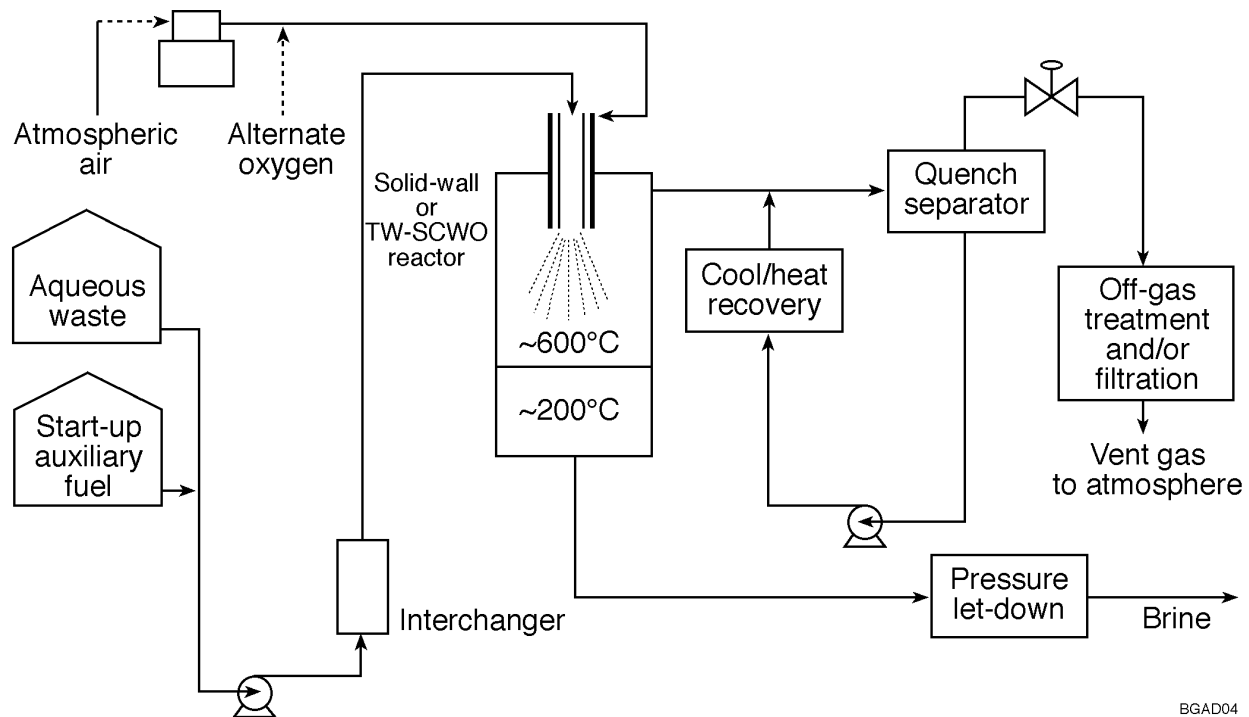 Atmospheric
air
Alternate
oxygen
Solid-wall
or
TW-SCWO
reactor
Quench
separator
Aqueous
waste
Cool/heat
recovery
Off-gas
treatment
and/or
filtration
~600°C
~200°C
Start-up
auxiliary
fuel
Vent gas
to atmosphere
Interchanger
Pressure
let-down
Brine
BGAD04